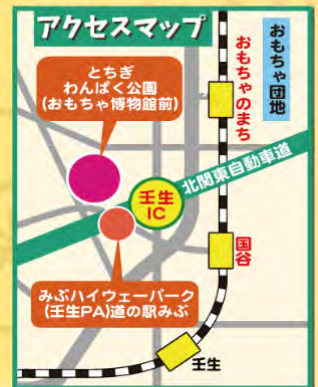 アクセスマップ
とちぎ
わんぱく公園
(おもちゃ博物館前)
おもちゃのまち
おもちゃ団地
壬生
IC
北関東自動車道
国谷
みぶハイウェーパーク
(壬生PA)道の駅みぶ
壬生